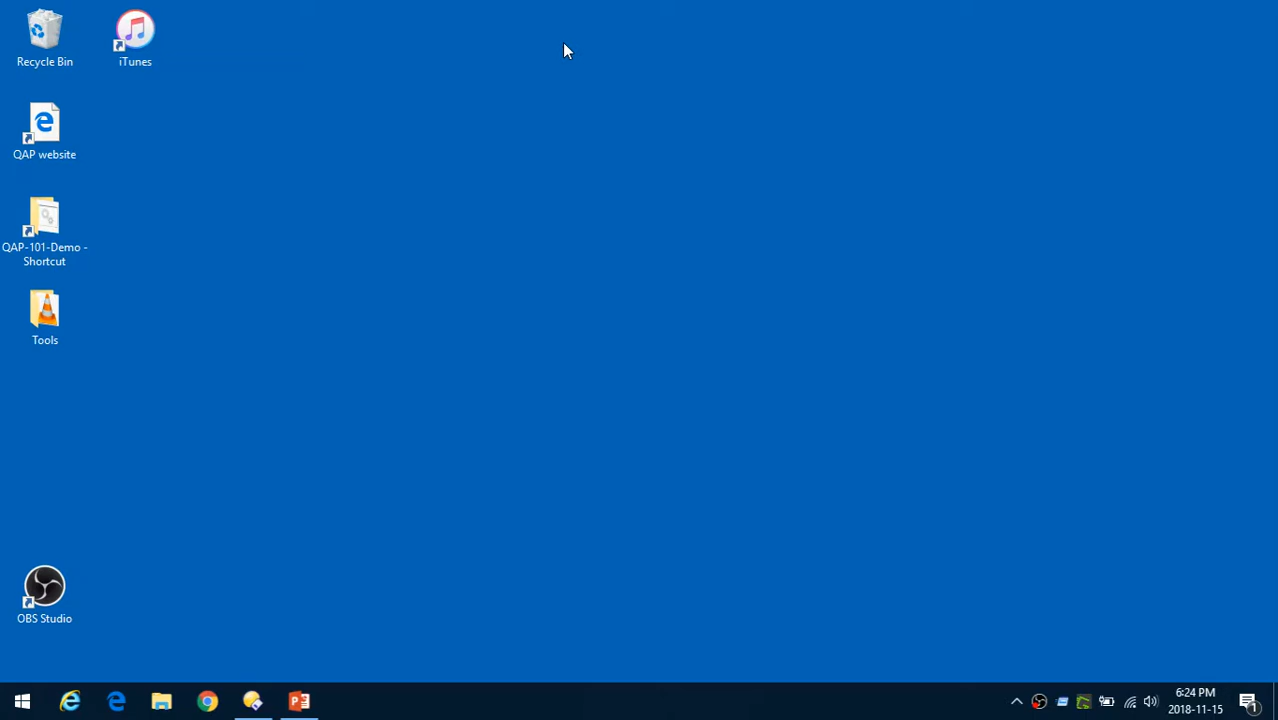 Recycle Bin
iTunes
QAP website
QAP-101-Demo -
Shortcut
Tools
OBS Studio
6:24 PM
2018-11-15
1